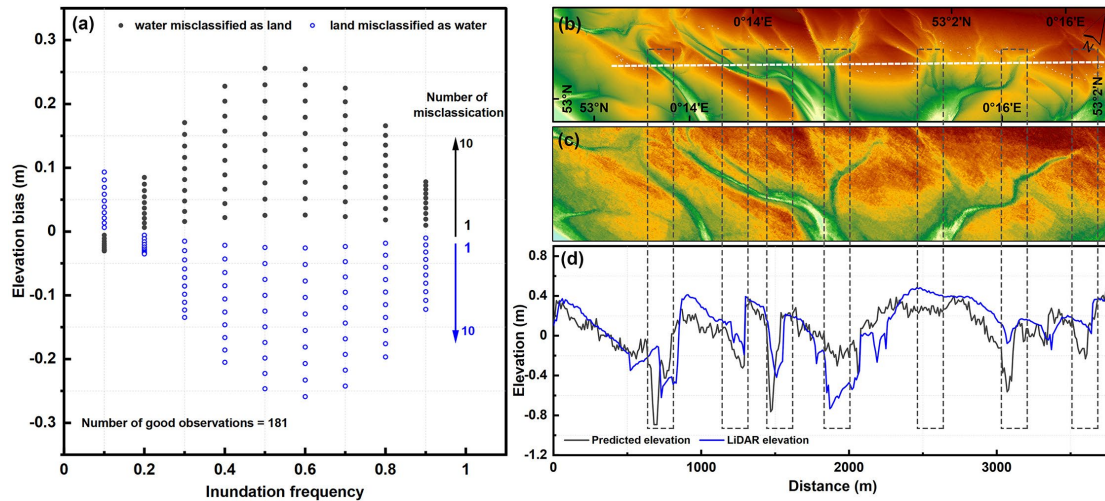 (a)
water misclassified as land
land misclassified as water
0.3
0.2
0.1
0
-0.1
-0.2
-0.3
Elevation bias (m)
Number of
misclassication
10
1
1
10
Number of good observations = 181
0
0.2
0.4
0.6
0.8
1
Inundation frequency
(b)
0°14'E
53°2'N
0°16'E
N
53°N
53°N
0°14'E
0°16'E
53°2'N
(c)
(d)
0.8
0.4
0
-0.4
-0.8
-1.2
Elevation (m)
Predicted elevation
LiDAR elevation
0
1000
2000
3000
Distance (m)